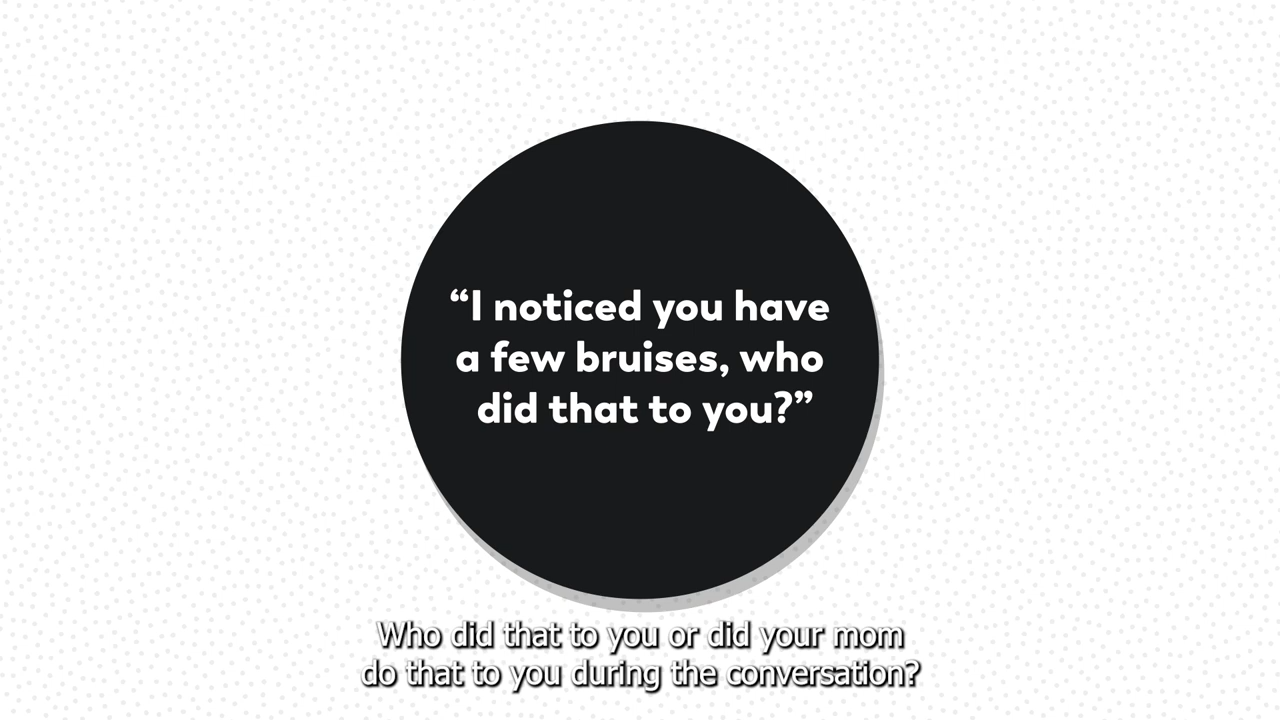 “I noticed you have
a few bruises, who
did that to you?”
Who did that to you or did your mom
do that to you during the conversation?